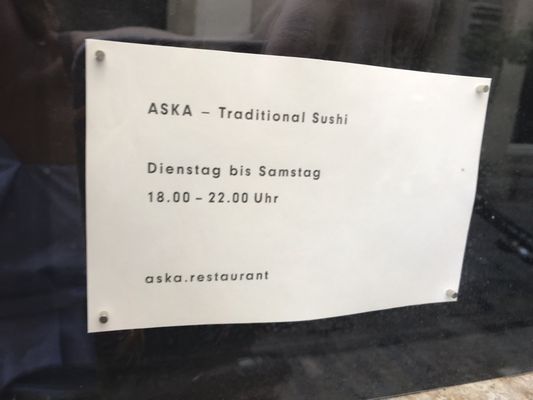 ASKA – Traditional Sushi
Dienstag bis Samstag
18.00 – 22.00 Uhr
aska.restaurant